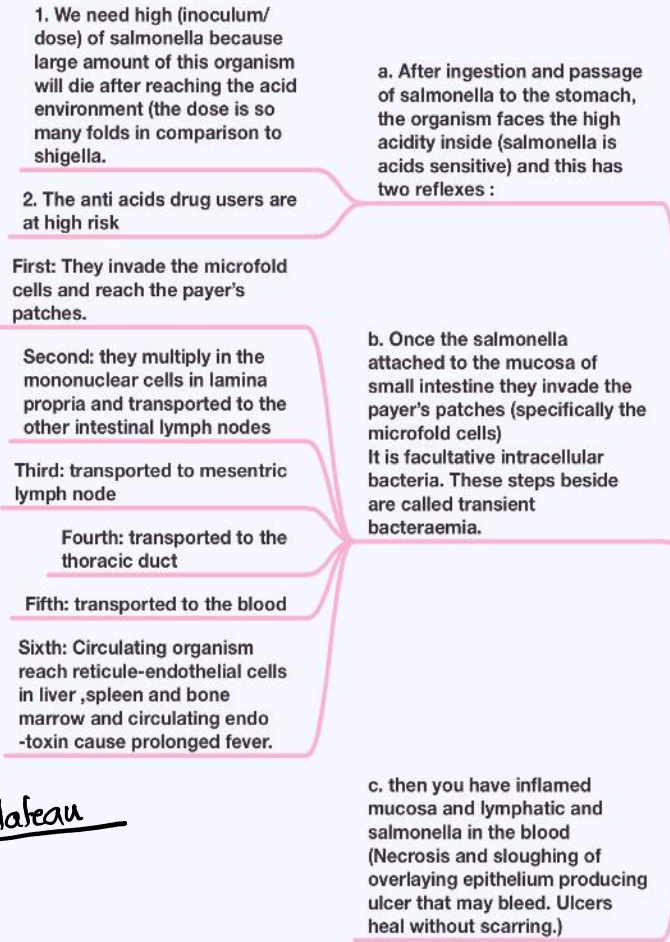 1. We need high (inoculum/
dose) of salmonella because
large amount of this organism
will die after reaching the acid
environment (the dose is so
many folds in comparison to
shigella.
2. The anti acids drug users are
at high risk
a. After ingestion and passage
of salmonella to the stomach,
the organism faces the high
acidity inside (salmonella is
acids sensitive) and this has
two reflexes :
First: They invade the microfold
cells and reach the payer's
patches.
Second: they multiply in the
mononuclear cells in lamina
propria and transported to the
other intestinal lymph nodes
Third: transported to mesentric
lymph node
Fourth: transported to the
thoracic duct
Fifth: transported to the blood
Sixth: Circulating organism
reach reticule-endothelial cells
in liver ,spleen and bone
marrow and circulating endo
-toxin cause prolonged fever.
b. Once the salmonella
attached to the mucosa of
small intestine they invade the
payer's patches (specifically the
microfold cells)
It is facultative intracellular
bacteria. These steps beside
are called transient
bacteraemia.
c. then you have inflamed
mucosa and lymphatic and
salmonella in the blood
(Necrosis and sloughing of
overlaying epithelium producing
ulcer that may bleed. Ulcers
heal without scarring.)